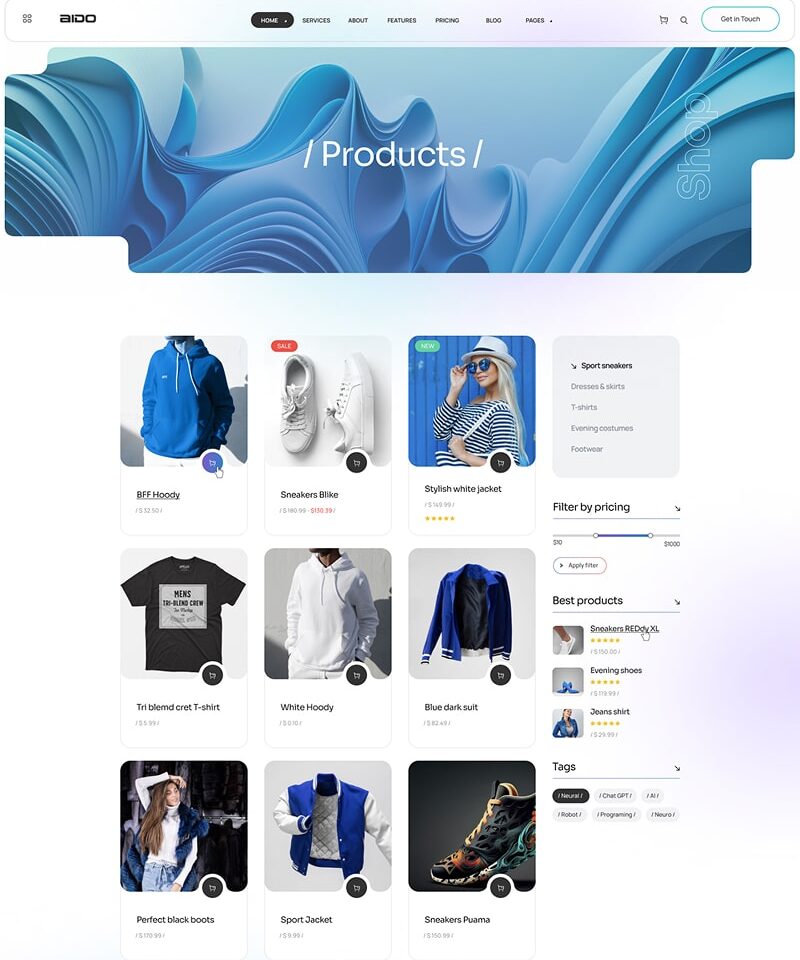 AIDO
HOME
SERVICES
ABOUT
FEATURES
PRICING
BLOG
PAGES
Get in Touch
/ Products /
Shop
BFF Hoody
/ $ 32.50 /
SALE
Sneakers Blike
/ $ 180.99 - $130.39 /
NEW
Stylish white jacket
/ $ 149.99 /
MENS
TRI-BLEND CREW
Tri blemd cret T-shirt
/ $ 5.99 /
White Hoody
/ $ 0.10 /
Blue dark suit
/ $ 82.49 /
Perfect black boots
/ $ 170.99 /
Sport Jacket
/ $ 9.99 /
Sneakers Puama
/ $ 150.99 /
Sport sneakers
Dresses & skirts
T-shirts
Evening costumes
Footwear
Filter by pricing
$10
$1000
Apply filter
Best products
Sneakers REDdy XL
/ $ 150.00 /
Evening shoes
/ $ 119.99 /
Jeans shirt
/ $ 29.99 /
Tags
/ Neural /
/ Chat GPT /
/ AI /
/ Robot /
/ Programing /
/ Neuro /